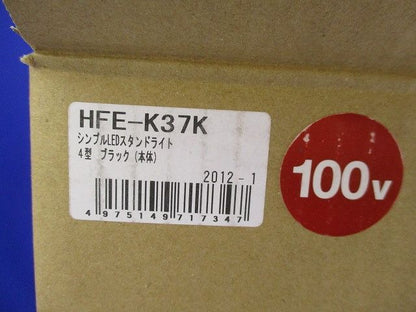 HFE-K37K
シンプルLEDスタンドライト
4型 ブラック (本体)
2012-1
4975149717347
100v